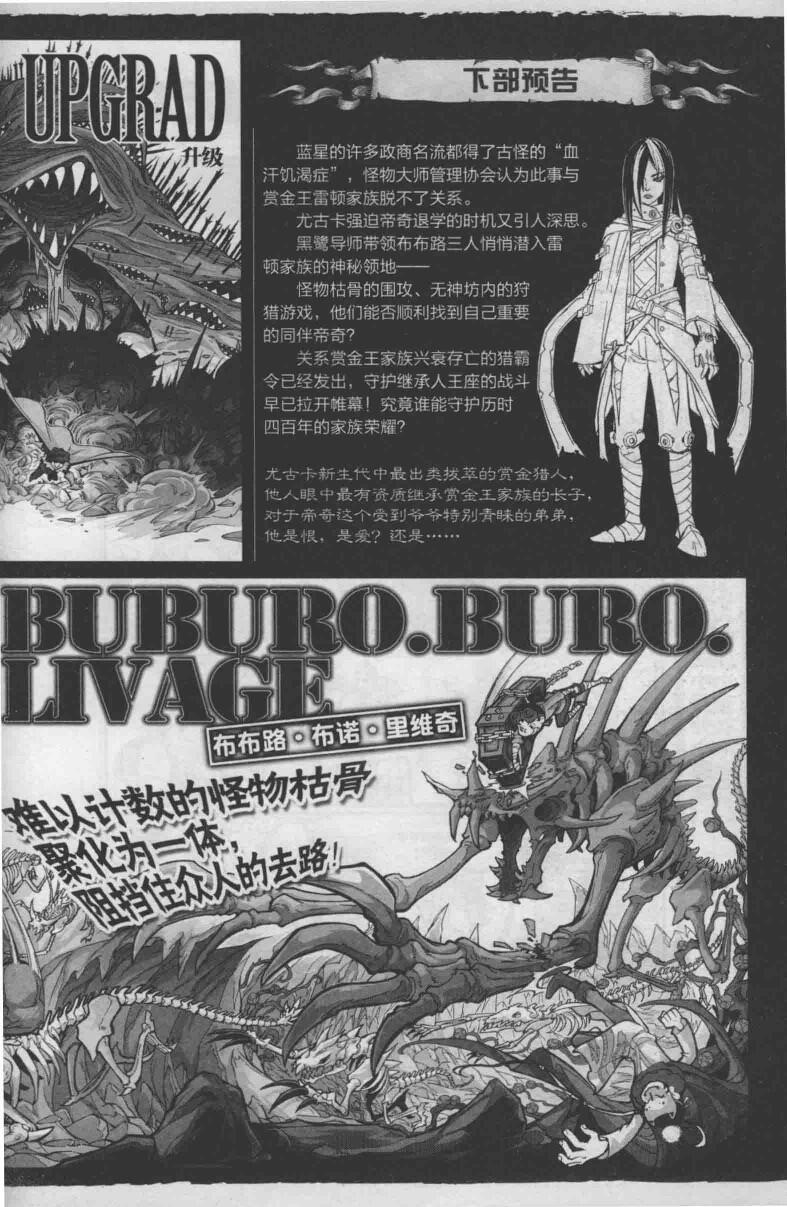 UPGRAD
升级
下部预告
蓝星的许多政商名流都得了古怪的“血
汗饥渴症”，怪物大师管理协会认为此事与
赏金王雷顿家族脱不了关系。
尤古卡强迫帝奇退学的时机又引人深思。
黑鹭导师带领布布路三人悄悄潜入雷
顿家族的神秘领地——
怪物枯骨的围攻、无神坊内的狩
猎游戏，他们能否顺利找到自己重要
的同伴帝奇？
关系赏金王家族兴衰存亡的猎霸
令已经发出，守护继承人王座的战斗
早已拉开帷幕！究竟谁能守护历时
四百年的家族荣耀？
尤古卡新生代中最出类拔萃的赏金猎人，
他人眼中最有资质继承赏金王家族的长子，
对于帝奇这个受到爷爷特别青睐的弟弟，
他是恨，是爱？还是……
BUBURO.BURO.
LIVAGE
布布路·布诺·里维奇
难以计数的怪物枯骨
聚化为一体，
阻挡住众人的去路！